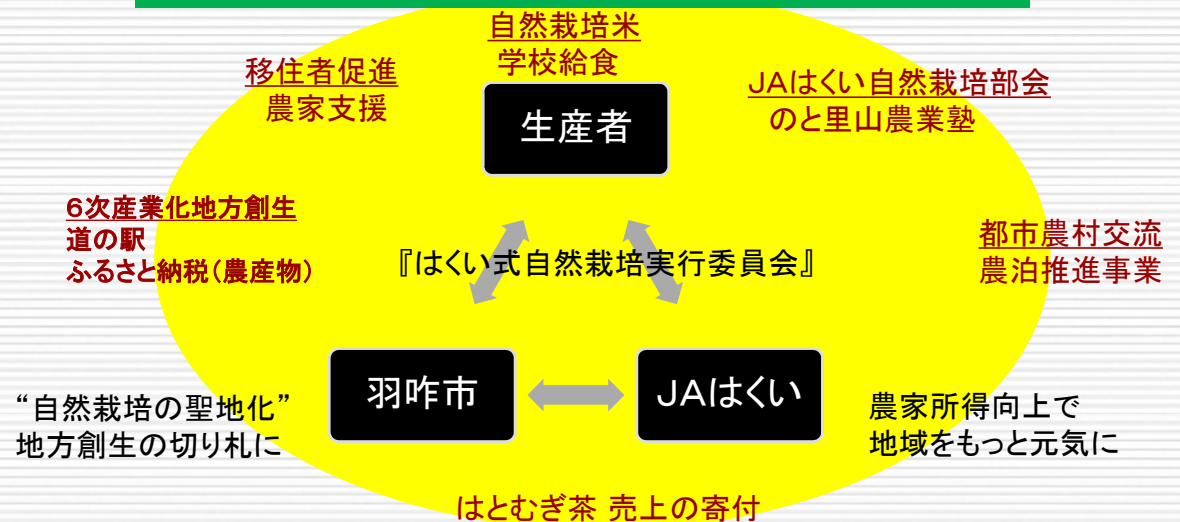 自然栽培米
学校給食
移住者促進
農家支援
JAはくい自然栽培部会
のと里山農業塾
生産者
6次産業化地方創生
道の駅
ふるさと納税(農産物)
『はくい式自然栽培実行委員会』
都市農村交流
農泊推進事業
羽咋市
JAはくい
“自然栽培の聖地化”
地方創生の切り札に
農家所得向上で
地域をもっと元気に
はとむぎ茶 売上の寄付